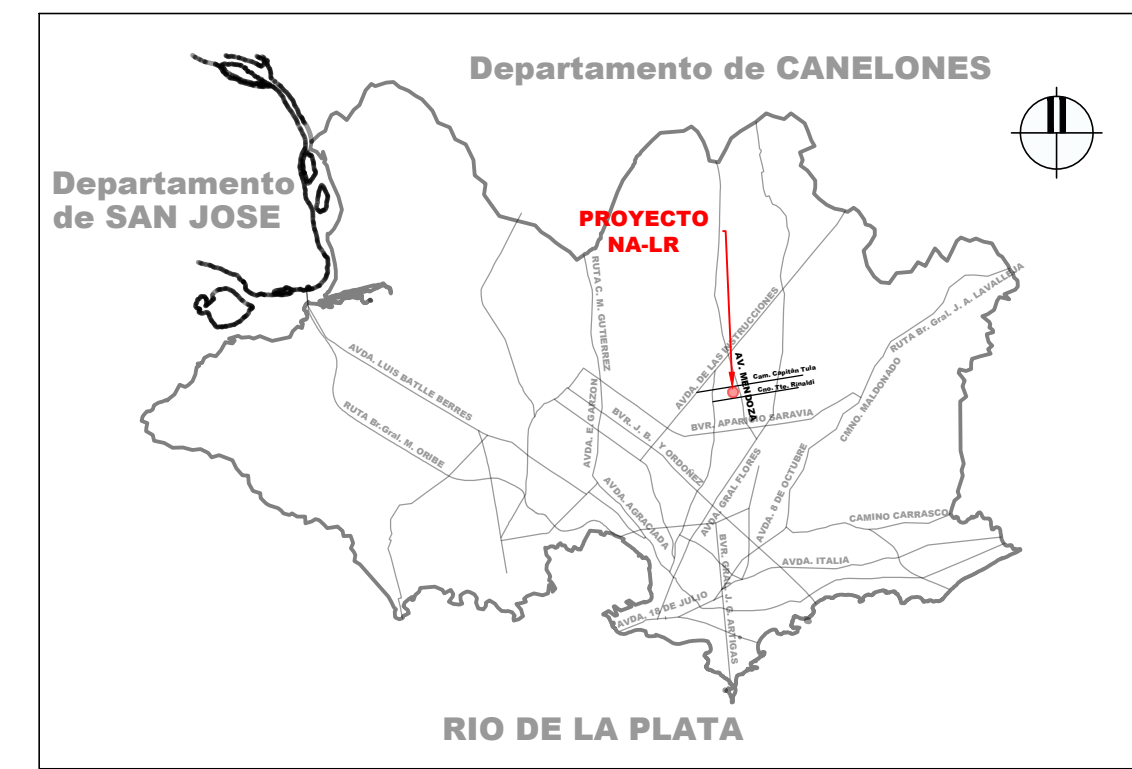 Departamento de CANELONES
Departamento
de SAN JOSE
PROYECTO
NA-LR
RUTA C. M. GUTIERREZ
AVDA. DE LAS INSTRUCCIONES
RUTA Br. Gral. J. A. LAVALLEJA
AV. MENDOZA
Cam. Capitán Tula
Cno. Tte. Rinaldi
AVDA. LUIS BATLLE BERRES
RUTA Br.Gral. M. ORIBE
AVDA. E. GARZON
BVR. J. B. Y ORDOÑEZ
BVR. APARICIO SARAVIA
CMNO. MALDONADO
AVDA. GRAL FLORES
AVDA. 8 DE OCTUBRE
AVDA. AGRACIADA
CAMINO CARRASCO
BVR. GRAL. J. G. ARTIGAS
AVDA. ITALIA
AVDA. 18 DE JULIO
RIO DE LA PLATA